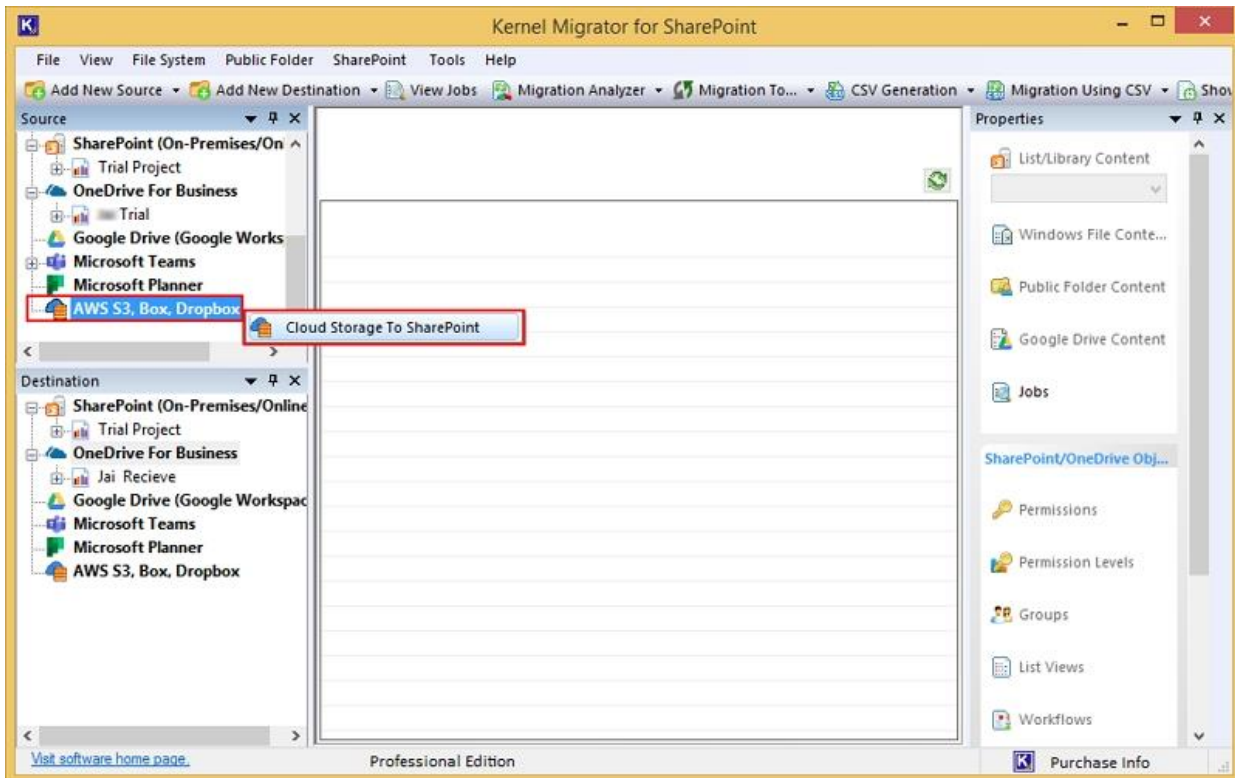 Kernel Migrator for SharePoint
File View File System Public Folder SharePoint Tools Help
Add New Source Add New Destination View Jobs Migration Analyzer Migration To... CSV Generation Migration Using CSV Show
Source
SharePoint (On-Premises/On
Trial Project
OneDrive For Business
Trial
Google Drive (Google Works
Microsoft Teams
Microsoft Planner
AWS S3, Box, Dropbox
Cloud Storage To SharePoint
Destination
SharePoint (On-Premises/Online
Trial Project
OneDrive For Business
Jai Recieve
Google Drive (Google Workspac
Microsoft Teams
Microsoft Planner
AWS S3, Box, Dropbox
Properties
List/Library Content
Windows File Conte...
Public Folder Content
Google Drive Content
Jobs
SharePoint/OneDrive Obj...
Permissions
Permission Levels
Groups
List Views
Workflows
Visit software home page.
Professional Edition
Purchase Info